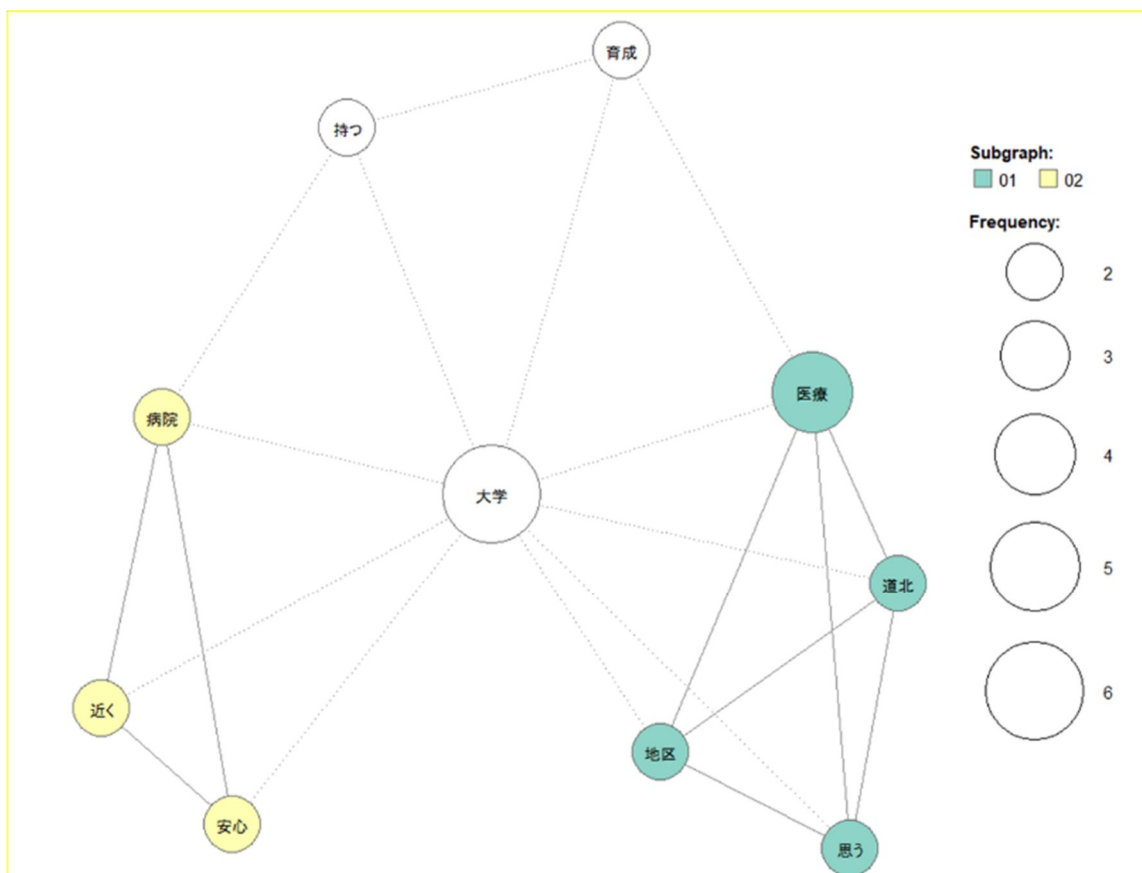 育成
持つ
Subgraph:
01 02
Frequency:
2
3
医療
病院
4
大学
5
道北
6
近く
地区
安心
思う